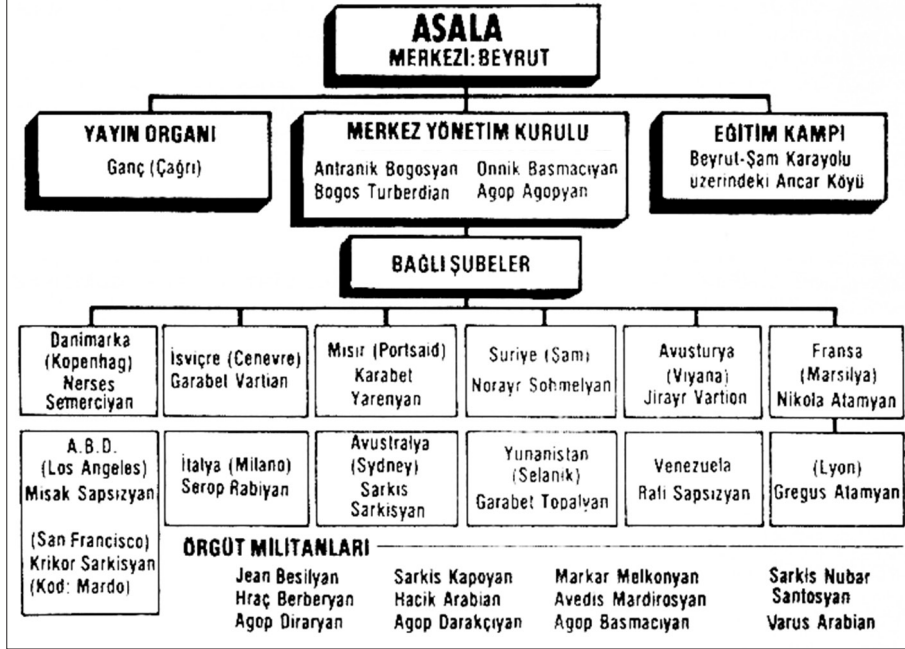 ASALA
MERKEZİ: BEYRUT
YAYIN ORGANI
Ganç (Çağrı)
MERKEZ YÖNETİM KURULU
Antranik Bogosyan Onnik Basmacıyan
Bogos Turberdian Agop Agopyan
EĞİTİM KAMPI
Beyrut-Şam Karayolu
üzerindeki Ancar Köyü
BAĞLI ŞUBELER
Danimarka
(Kopenhag)
Nerses
Semerciyan
İsviçre (Cenevre)
Garabet Vartian
Mısır (Portsaid)
Karabet
Yarenyan
Suriye (Şam)
Norayr Sohmelyan
Avusturya
(Viyana)
Jirayr Vartion
Fransa
(Marsilya)
Nikola Atamyan
A.B.D.
(Los Angeles)
Misak Sapsızyan
(San Francisco)
Krikor Sarkisyan
(Kod: Mardo)
İtalya (Milano)
Serop Rabiyan
Avustralya
(Sydney)
Sarkis
Sarkisyan
Yunanistan
(Selanik)
Garabet Topalyan
Venezuela
Rafi Sapsızyan
(Lyon)
Gregus Atamyan
ÖRGÜT MİLİTANLARI
Jean Besilyan Sarkis Kapoyan Markar Melkonyan Sarkis Nubar
Hraç Berberyan Hacik Arabian Avedis Mardirosyan Santosyan
Agop Diraryan Agop Darakçıyan Agop Basmacıyan Varus Arabian